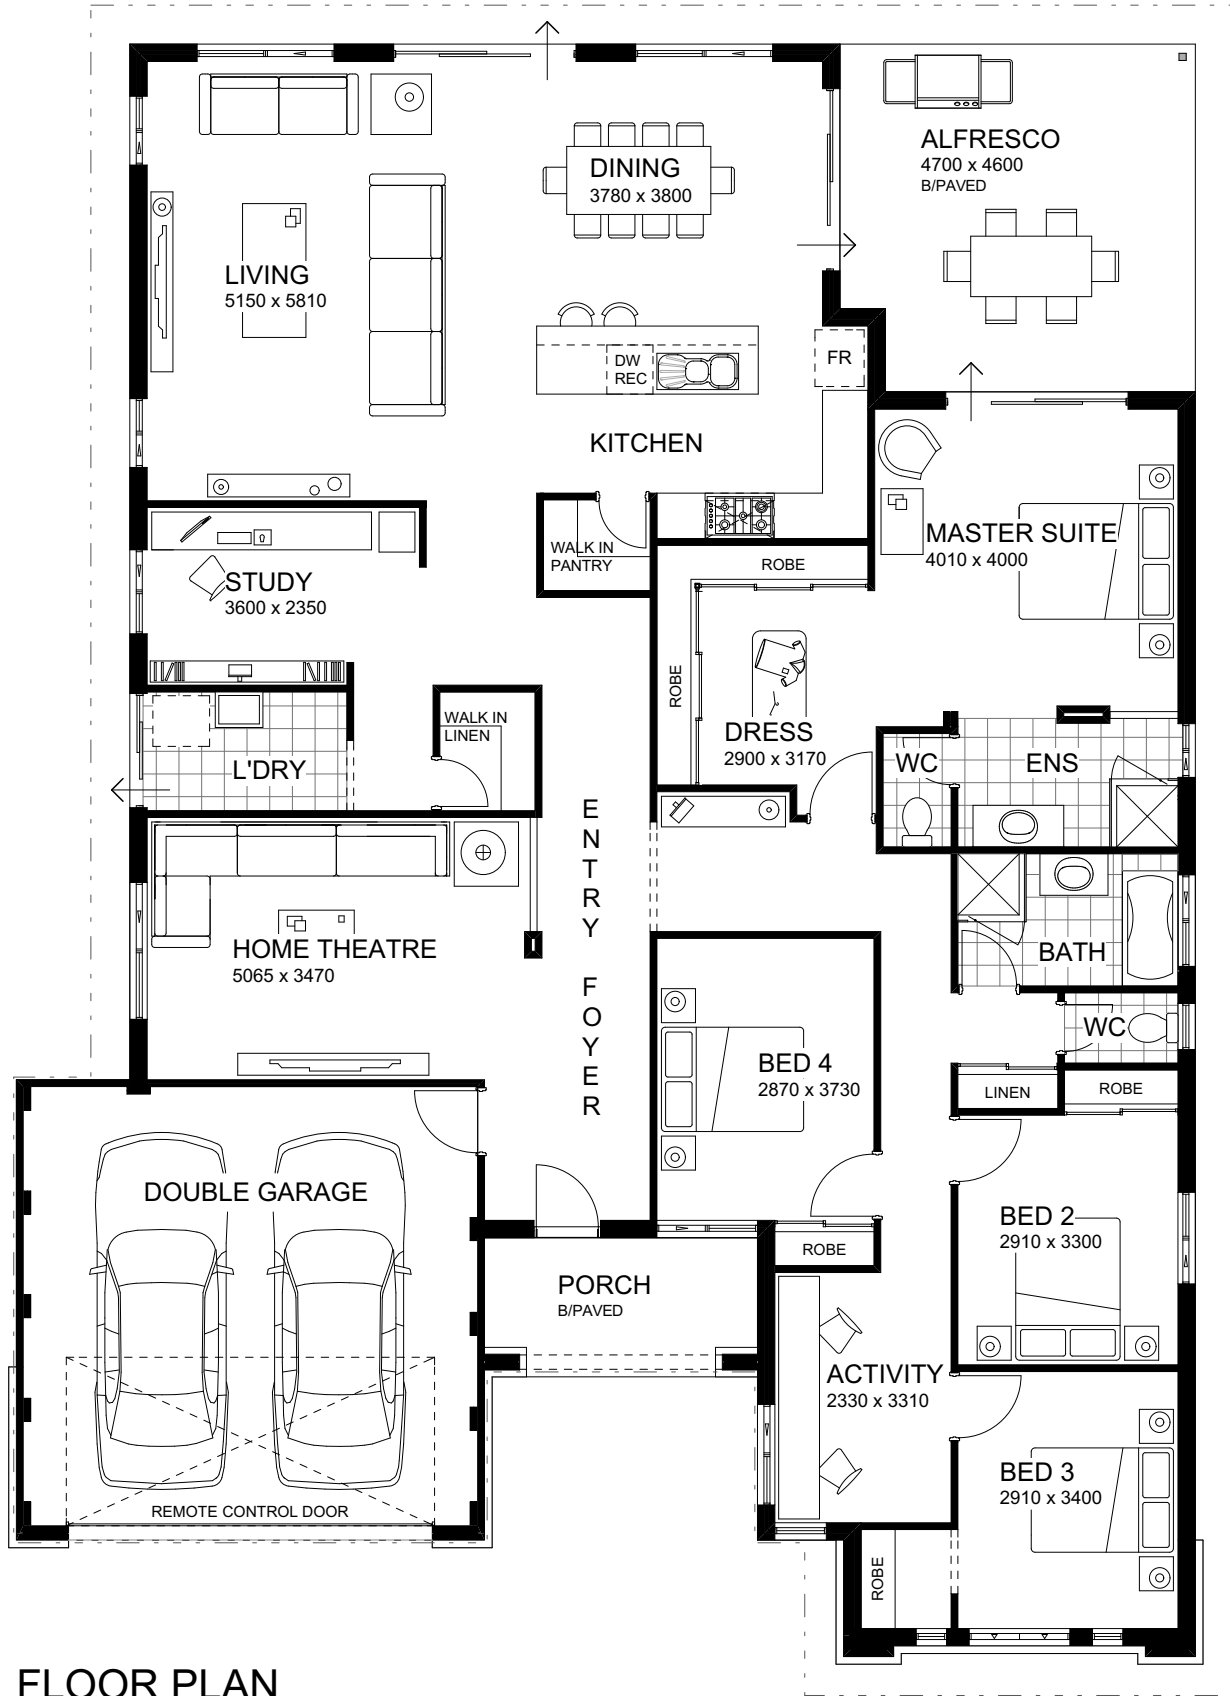 ALFRESCO
4700 x 4600
B/PAVED
DINING
3780 x 3800
LIVING
5150 x 5810
DW
REC
FR
KITCHEN
WALK IN
PANTRY
ROBE
MASTER SUITE
4010 x 4000
STUDY
3600 x 2350
ROBE
WALK IN
LINEN
DRESS
2900 x 3170
L'DRY
WC
ENS
ENTRY FOYER
HOME THEATRE
5065 x 3470
BATH
WC
BED 4
2870 x 3730
LINEN
ROBE
DOUBLE GARAGE
BED 2
2910 x 3300
ROBE
PORCH
B/PAVED
ACTIVITY
2330 x 3310
BED 3
2910 x 3400
REMOTE CONTROL DOOR
ROBE
FLOOR PLAN